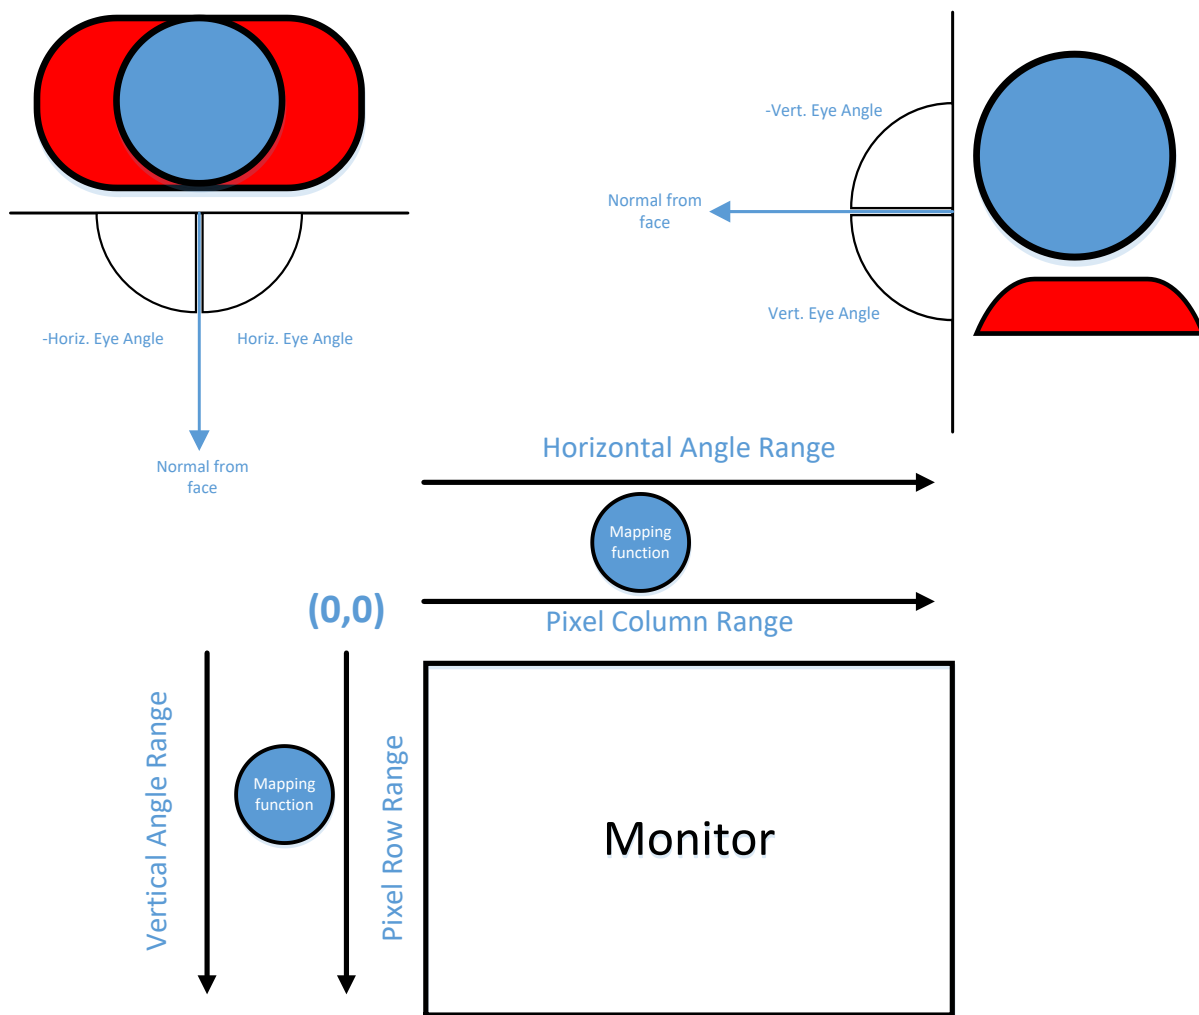 -Vert. Eye Angle
Normal from
face
Vert. Eye Angle
-Horiz. Eye Angle
Horiz. Eye Angle
Normal from
face
Horizontal Angle Range
Mapping
function
(0,0)
Pixel Column Range
Vertical Angle Range
Mapping
function
Pixel Row Range
Monitor